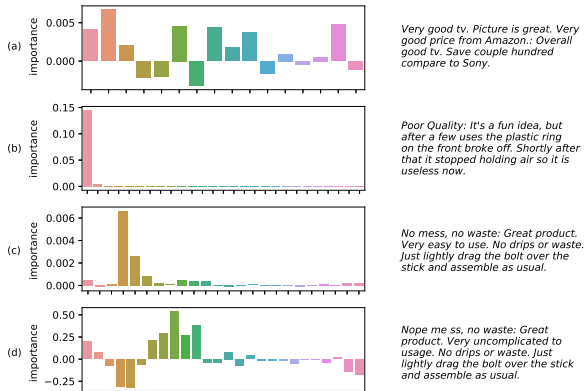 (a)
importance
0.005
0.000
Very good tv. Picture is great. Very
good price from Amazon.: Overall
good tv. Save couple hundred
compare to Sony.
(b)
importance
0.15
0.10
0.05
0.00
Poor Quality: It's a fun idea, but
after a few uses the plastic ring
on the front broke off. Shortly after
that it stopped holding air so it is
useless now.
(c)
importance
0.006
0.004
0.002
0.000
No mess, no waste: Great product.
Very easy to use. No drips or waste.
Just lightly drag the bolt over the
stick and assemble as usual.
(d)
importance
0.50
0.25
0.00
−0.25
Nope me ss, no waste: Great
product. Very uncomplicated to
usage. No drips or waste. Just
lightly drag the bolt over the stick
and assemble as usual.